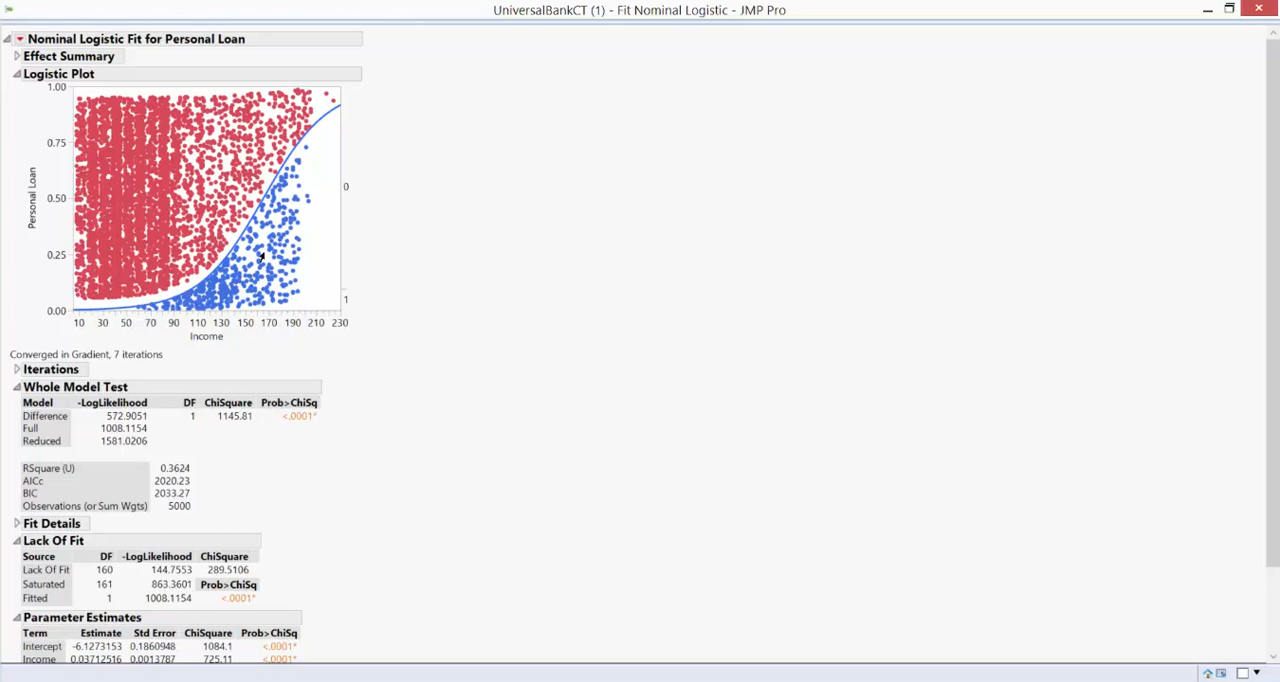 UniversalBankCT (1) - Fit Nominal Logistic - JMP Pro
Nominal Logistic Fit for Personal Loan
Effect Summary
Logistic Plot
1.00
0.75
0.50
0.25
0.00
Personal Loan
0
1
10 30 50 70 90 110 130 150 170 190 210 230
Income
Converged in Gradient, 7 iterations
Iterations
Whole Model Test
Model -LogLikelihood DF ChiSquare Prob>ChiSq
Difference 572.9051 1 1145.81 <.0001*
Full 1008.1154
Reduced 1581.0206
RSquare (U) 0.3624
AICc 2020.23
BIC 2033.27
Observations (or Sum Wgts) 5000
Fit Details
Lack Of Fit
Source DF -LogLikelihood ChiSquare
Lack Of Fit 160 144.7553 289.5106
Saturated 161 863.3601 Prob>ChiSq
Fitted 1 1008.1154 <.0001*
Parameter Estimates
Term Estimate Std Error ChiSquare Prob>ChiSq
Intercept -6.1273153 0.1860948 1084.1 <.0001*
Income 0.03712516 0.0013787 725.11 <.0001*